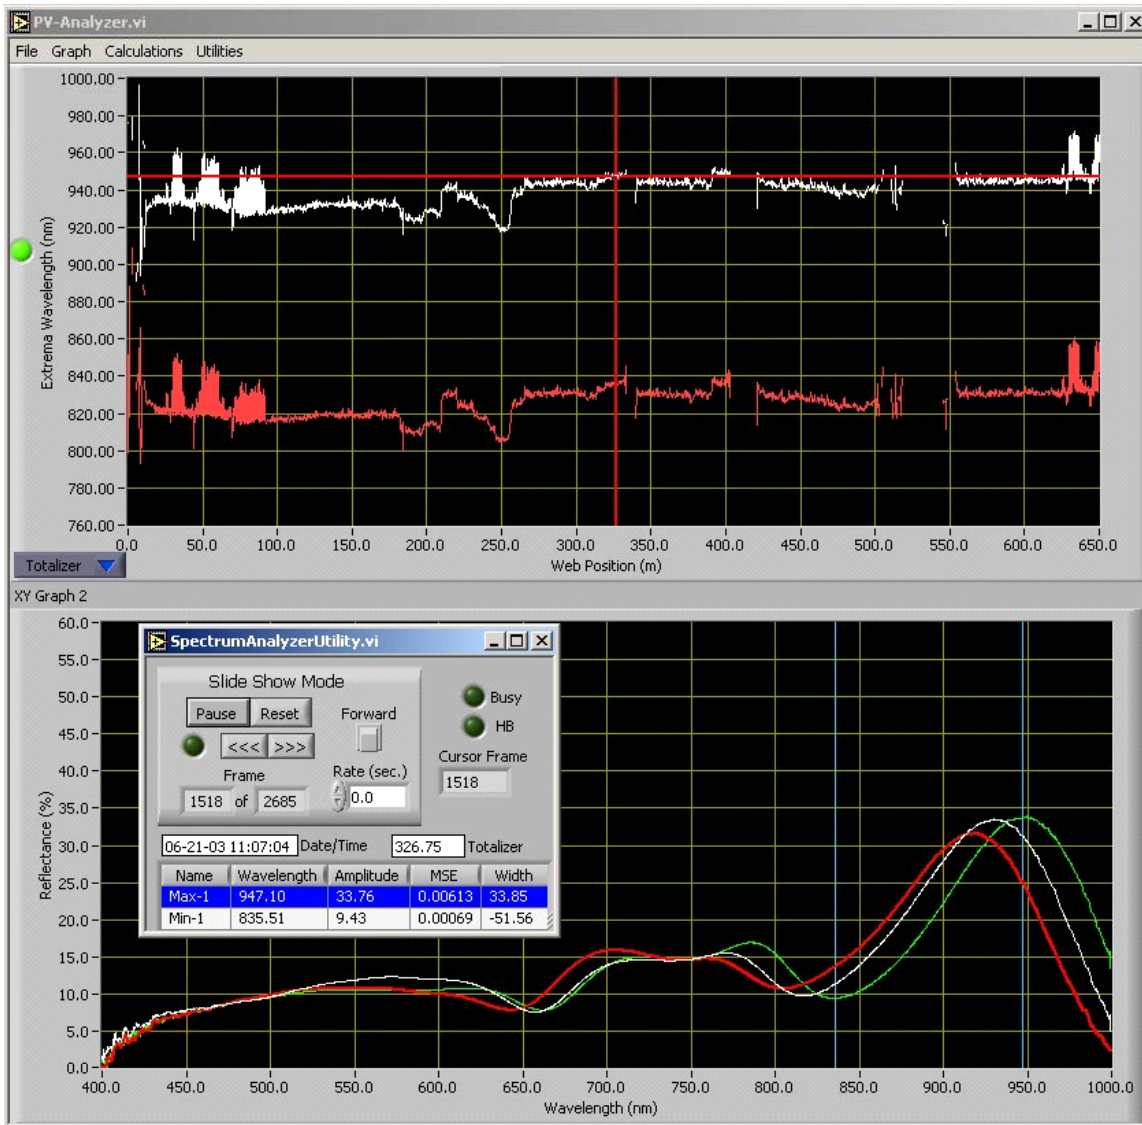 PV-Analyzer.vi
File Graph Calculations Utilities
1000.00
980.00
960.00
940.00
920.00
900.00
880.00
860.00
840.00
820.00
800.00
780.00
760.00
Extrema Wavelength (nm)
0.0 50.0 100.0 150.0 200.0 250.0 300.0 350.0 400.0 450.0 500.0 550.0 600.0 650.0
Web Position (m)
Totalizer
XY Graph 2
60.0
55.0
50.0
45.0
40.0
35.0
30.0
25.0
20.0
15.0
10.0
5.0
0.0
Reflectance (%)
SpectrumAnalyzerUtility.vi
Slide Show Mode
Pause Reset Forward
<<< >>>
Frame Rate (sec.)
1518 of 2685 0.0
Busy
HB
Cursor Frame
1518
06-21-03 11:07:04 Date/Time 326.75 Totalizer
Name Wavelength Amplitude MSE Width
Max-1 947.10 33.76 0.00613 33.85
Min-1 835.51 9.43 0.00069 -51.56
400.0 450.0 500.0 550.0 600.0 650.0 700.0 750.0 800.0 850.0 900.0 950.0 1000.0
Wavelength (nm)